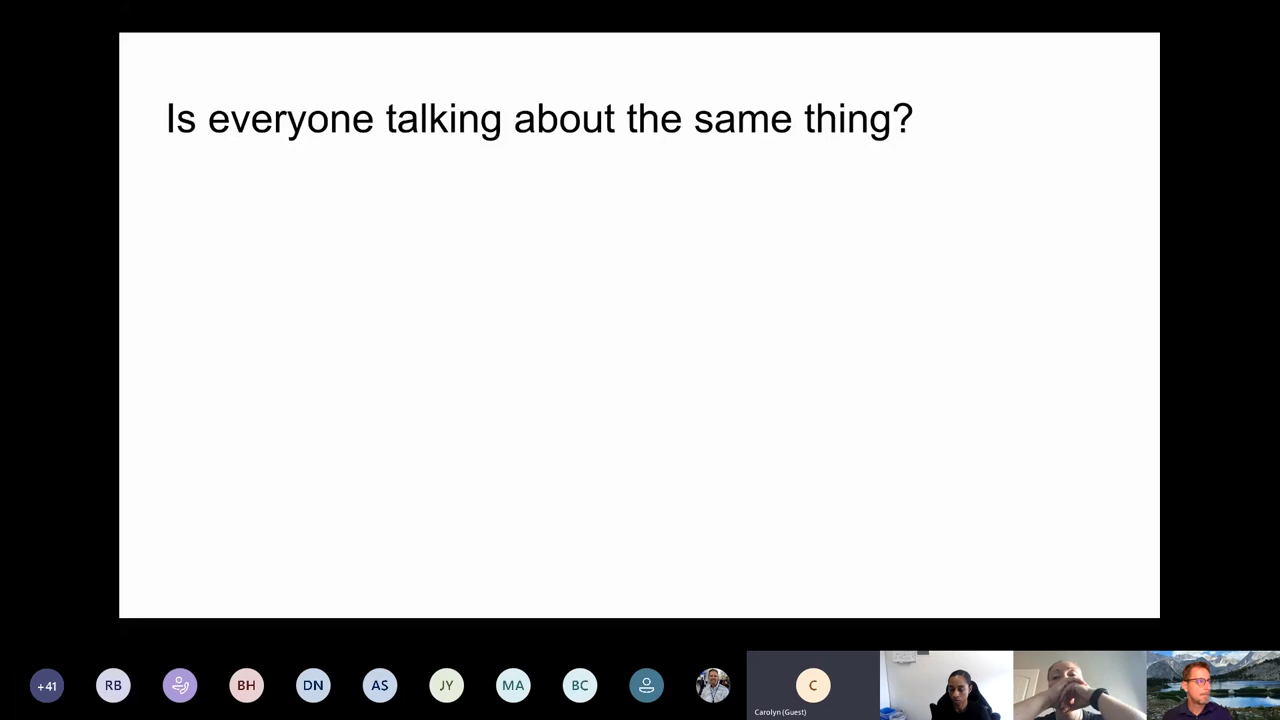 Is everyone talking about the same thing?
+41
RB
BH
DN
AS
JY
MA
BC
C
Carolyn (Guest)